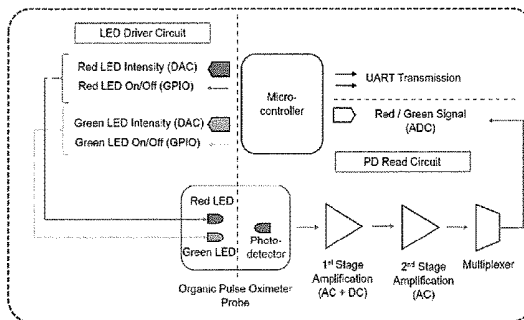 LED Driver Circuit
Red LED Intensity (DAC)
Red LED On/Off (GPIO)
Green LED Intensity (DAC)
Green LED On/Off (GPIO)
Micro-
controller
UART Transmission
Red / Green Signal
(ADC)
PD Read Circuit
Red LED
Green LED
Photo-
detector
Organic Pulse Oximeter
Probe
1st Stage
Amplification
(AC + DC)
2nd Stage
Amplification
(AC)
Multiplexer